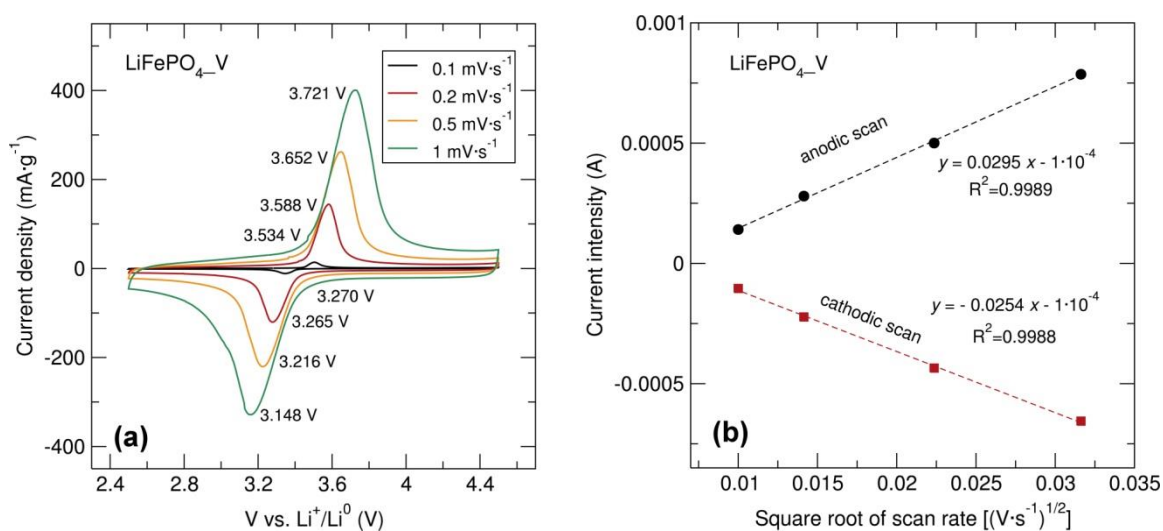 LiFePO4_V
0.1 mV·s-1
0.2 mV·s-1
0.5 mV·s-1
1 mV·s-1
3.721 V
3.652 V
3.588 V
3.534 V
3.270 V
3.265 V
3.216 V
3.148 V
(a)
400
200
0
-200
-400
Current density (mA·g-1)
2.4 2.8 3.2 3.6 4 4.4
V vs. Li+/Li0 (V)
LiFePO4_V
anodic scan
y = 0.0295 x - 1·10-4
R2=0.9989
cathodic scan
y = - 0.0254 x - 1·10-4
R2=0.9988
(b)
0.001
0.0005
0
-0.0005
-0.001
Current intensity (A)
0.01 0.015 0.02 0.025 0.03 0.035
Square root of scan rate [(V·s-1)1/2]